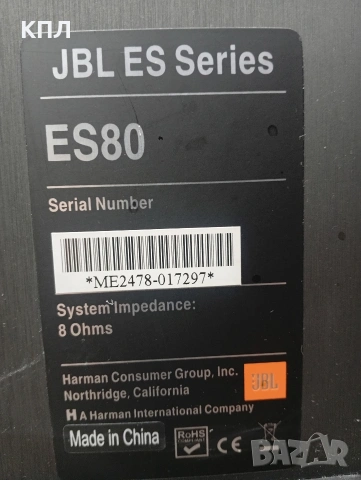 КПЛ
JBL ES Series
ES80
Serial Number
*ME2478-017297*
System Impedance:
8 Ohms
Harman Consumer Group, Inc.
Northridge, California
JBL
H A Harman International Company
Made in China
RoHS
COMPLIANT
CE
bazar